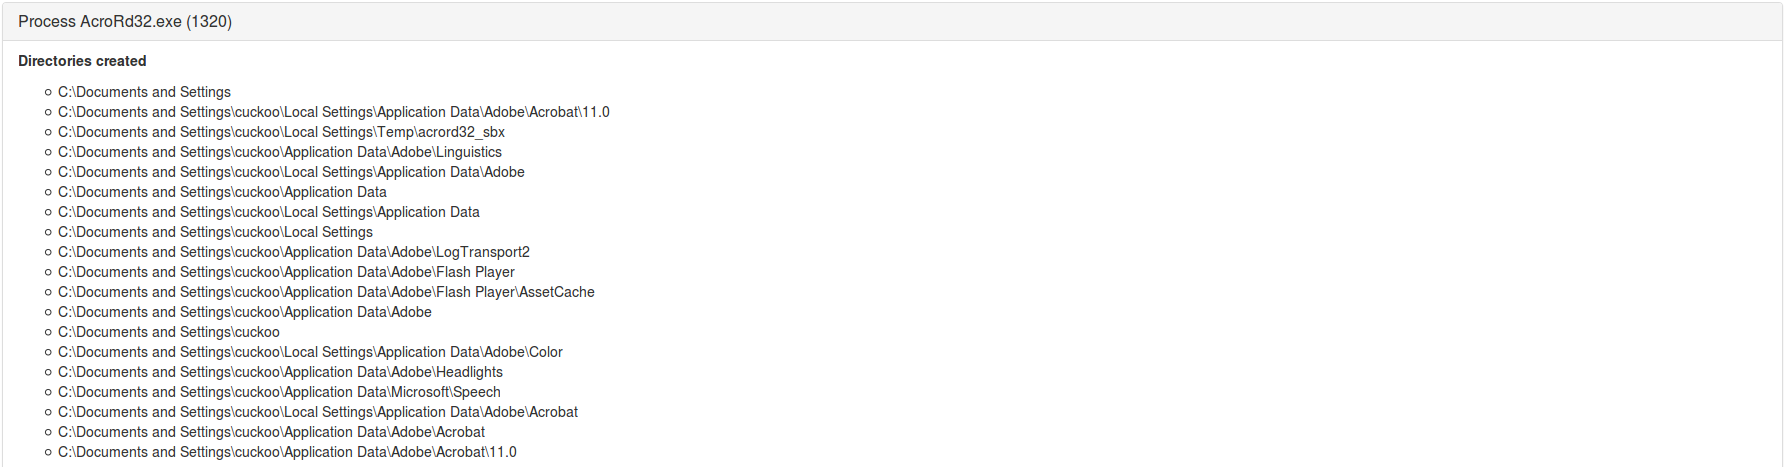 Process AcroRd32.exe (1320)
Directories created
C:\Documents and Settings
C:\Documents and Settings\cuckoo\Local Settings\Application Data\Adobe\Acrobat\11.0
C:\Documents and Settings\cuckoo\Local Settings\Temp\acrord32_sbx
C:\Documents and Settings\cuckoo\Application Data\Adobe\Linguistics
C:\Documents and Settings\cuckoo\Local Settings\Application Data\Adobe
C:\Documents and Settings\cuckoo\Application Data
C:\Documents and Settings\cuckoo\Local Settings\Application Data
C:\Documents and Settings\cuckoo\Local Settings
C:\Documents and Settings\cuckoo\Application Data\Adobe\LogTransport2
C:\Documents and Settings\cuckoo\Application Data\Adobe\Flash Player
C:\Documents and Settings\cuckoo\Application Data\Adobe\Flash Player\AssetCache
C:\Documents and Settings\cuckoo\Application Data\Adobe
C:\Documents and Settings\cuckoo
C:\Documents and Settings\cuckoo\Local Settings\Application Data\Adobe\Color
C:\Documents and Settings\cuckoo\Application Data\Adobe\Headlights
C:\Documents and Settings\cuckoo\Application Data\Microsoft\Speech
C:\Documents and Settings\cuckoo\Local Settings\Application Data\Adobe\Acrobat
C:\Documents and Settings\cuckoo\Application Data\Adobe\Acrobat
C:\Documents and Settings\cuckoo\Application Data\Adobe\Acrobat\11.0